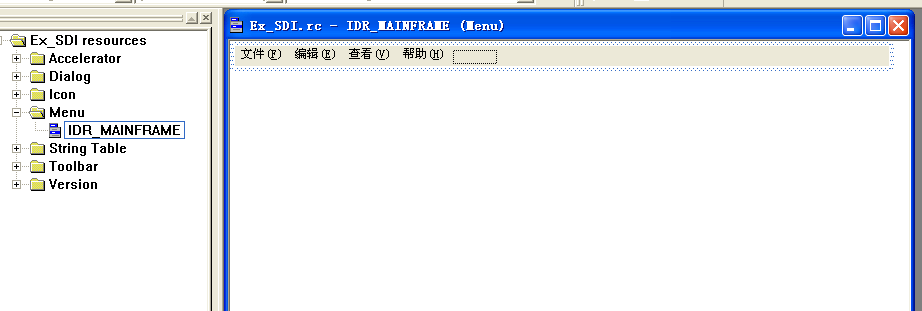 Ex_SDI resources
Accelerator
Dialog
Icon
Menu
IDR_MAINFRAME
String Table
Toolbar
Version
Ex_SDI.rc - IDR_MAINFRAME (Menu)
文件(F) 编辑(E) 查看(V) 帮助(H)